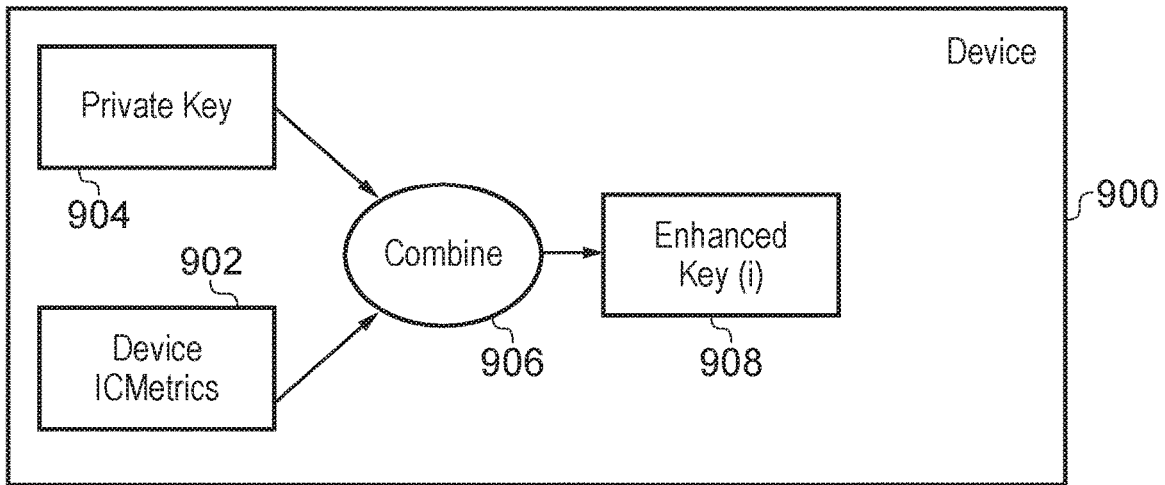 Device
Private Key
904
900
Combine
Enhanced
Key (i)
902
Device
ICMetrics
906
908